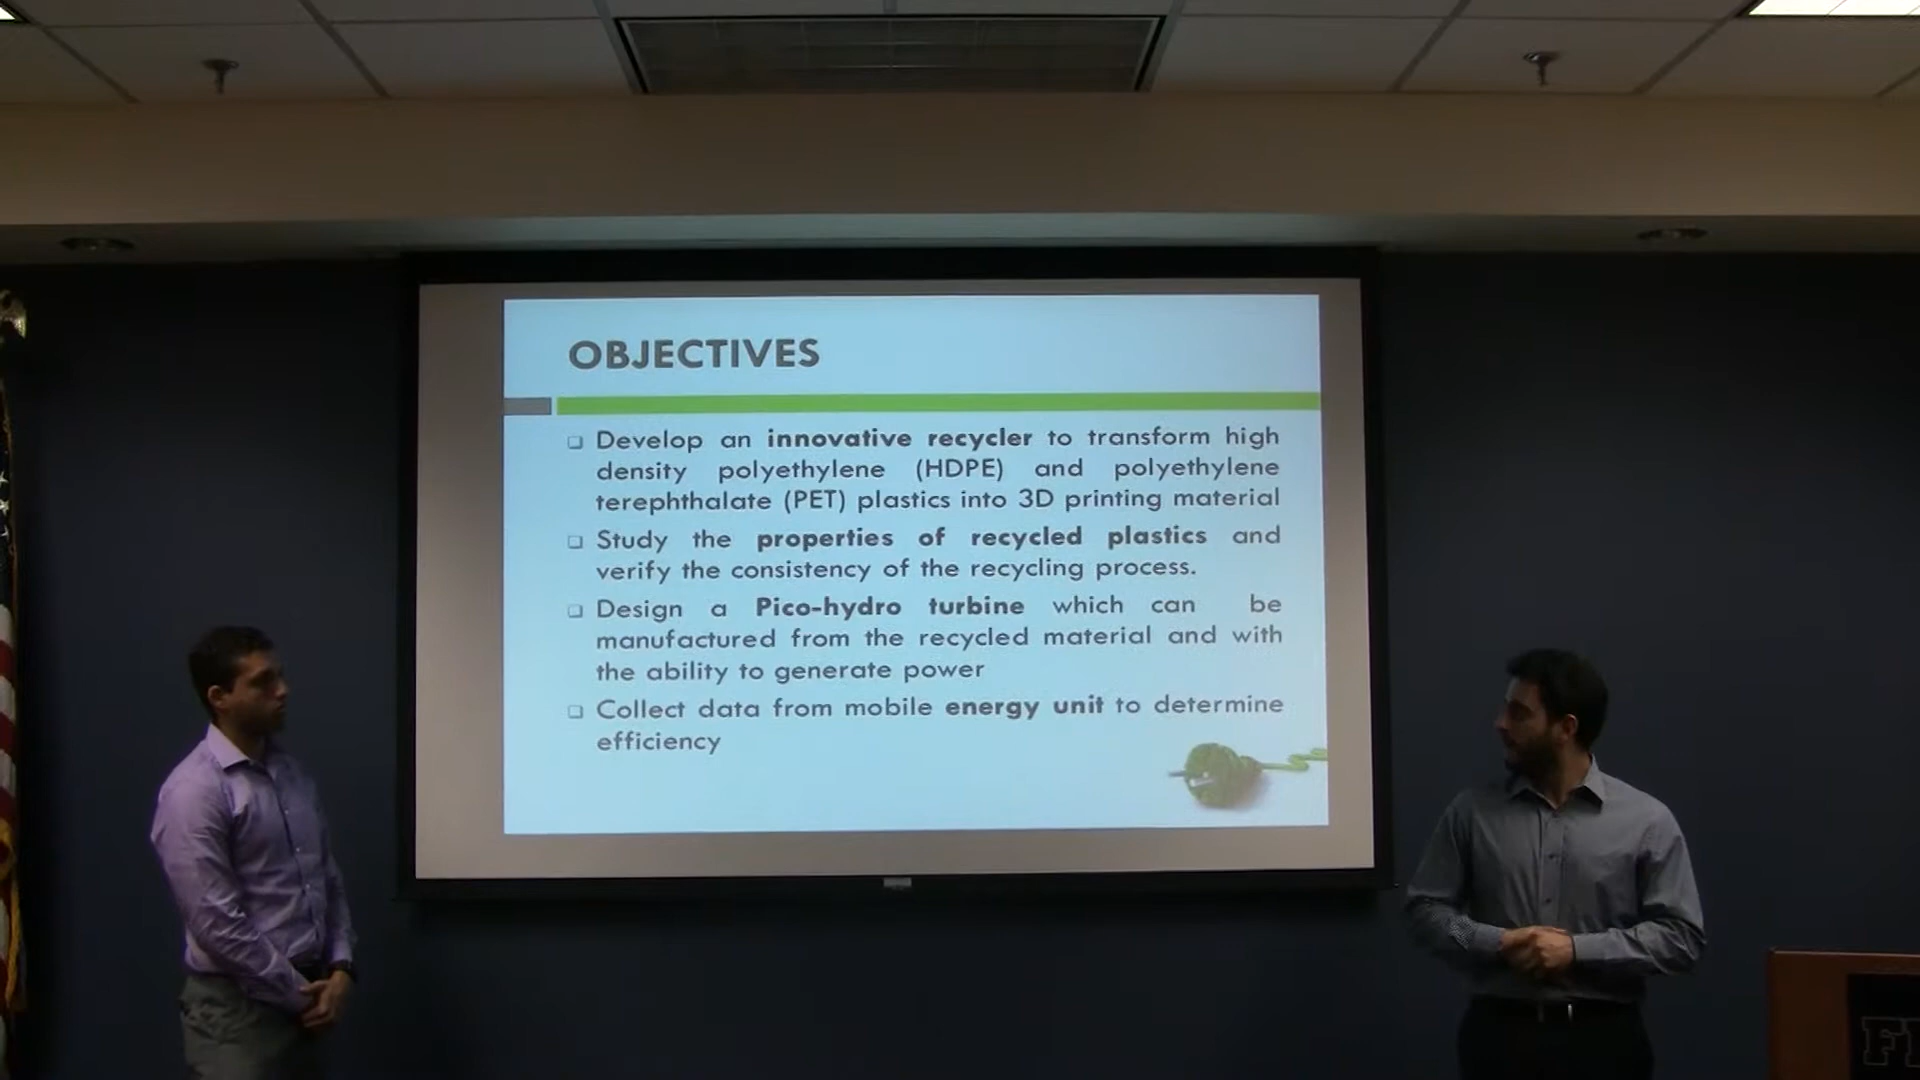 OBJECTIVES
❑ Develop an innovative recycler to transform high
density polyethylene (HDPE) and polyethylene
terephthalate (PET) plastics into 3D printing material
❑ Study the properties of recycled plastics and
verify the consistency of the recycling process.
❑ Design a Pico-hydro turbine which can be
manufactured from the recycled material and with
the ability to generate power
❑ Collect data from mobile energy unit to determine
efficiency